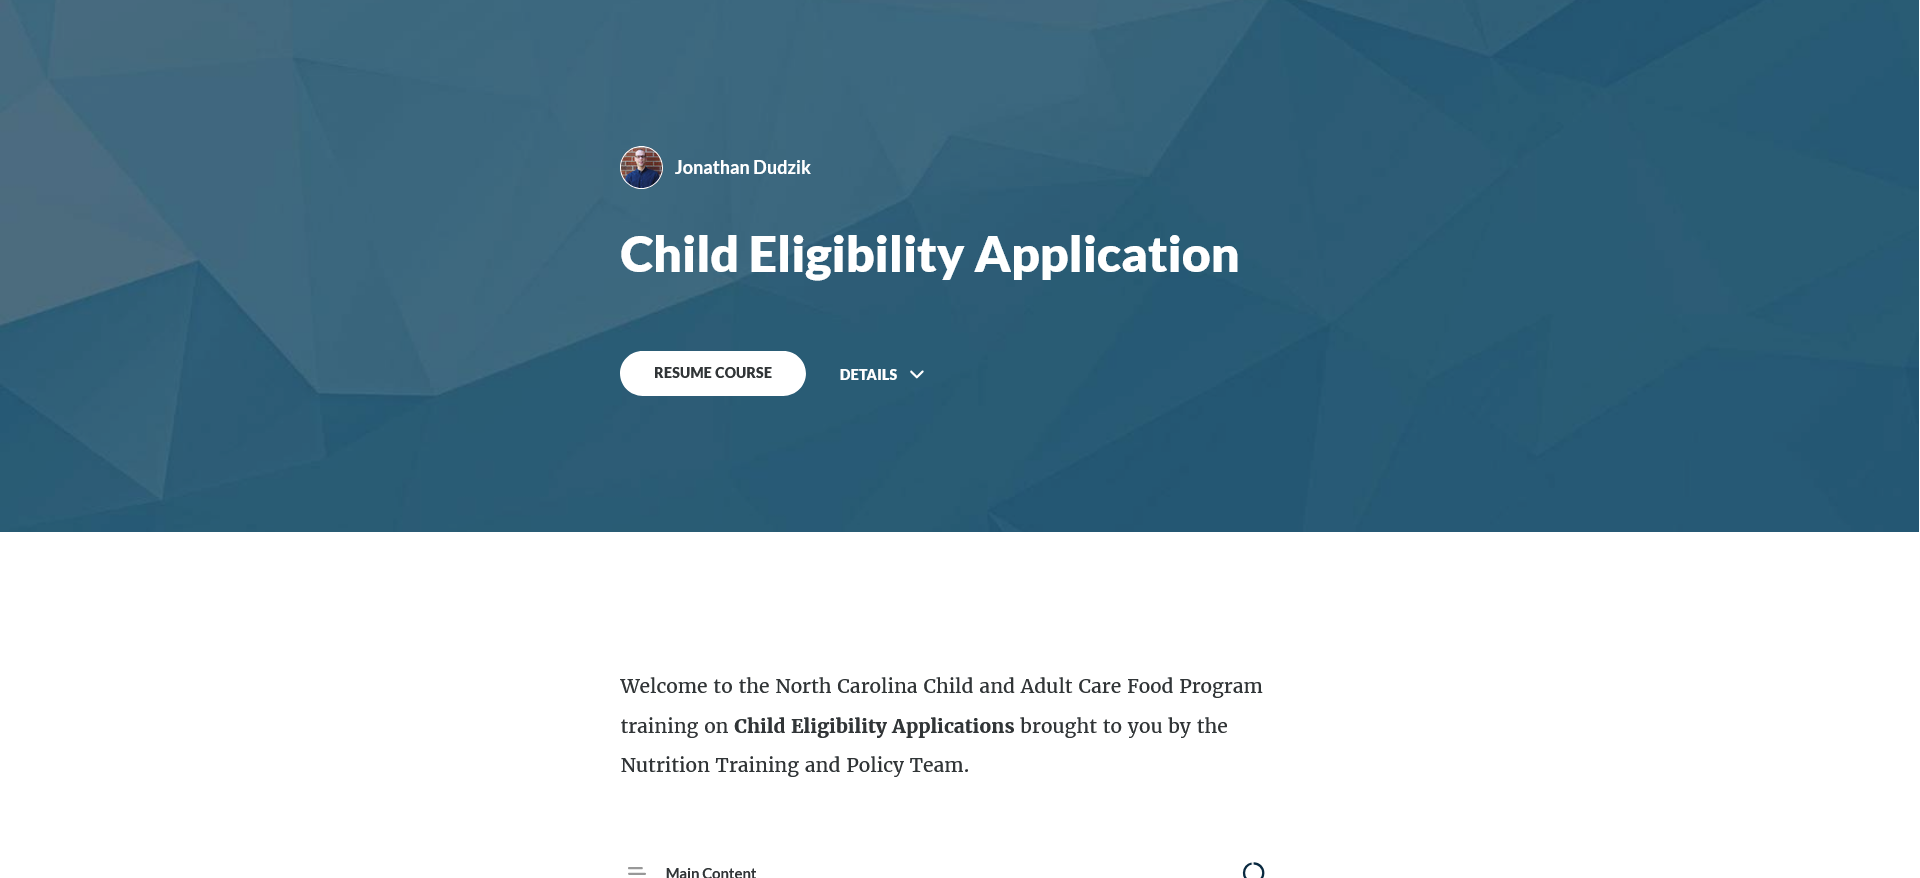 Jonathan Dudzik
Child Eligibility Application
RESUME COURSE
DETAILS
Welcome to the North Carolina Child and Adult Care Food Program
training on Child Eligibility Applications brought to you by the
Nutrition Training and Policy Team.
Main Content